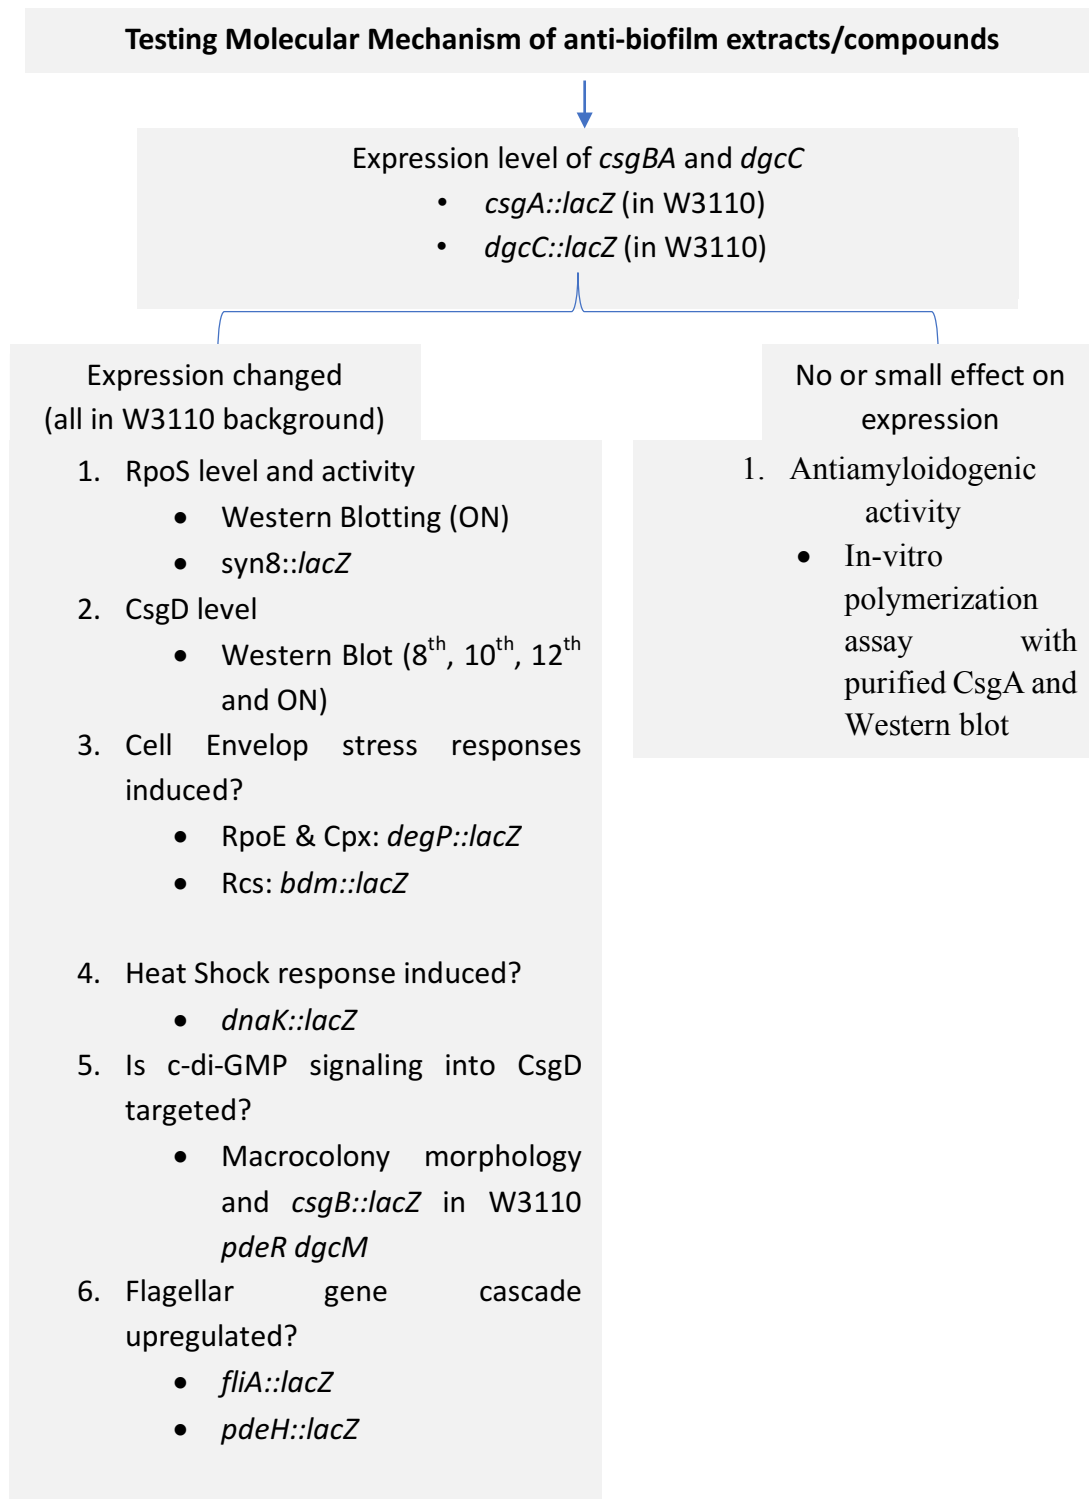 Testing Molecular Mechanism of anti-biofilm extracts/compounds
Expression level of csgBA and dgcC
• csgA::lacZ (in W3110)
• dgcC::lacZ (in W3110)
Expression changed
(all in W3110 background)
1. RpoS level and activity
• Western Blotting (ON)
• syn8::lacZ
2. CsgD level
• Western Blot (8th, 10th, 12th
and ON)
3. Cell Envelop stress responses
induced?
• RpoE & Cpx: degP::lacZ
• Rcs: bdm::lacZ
4. Heat Shock response induced?
• dnaK::lacZ
5. Is c-di-GMP signaling into CsgD
targeted?
• Macrocolony morphology
and csgB::lacZ in W3110
pdeR dgcM
6. Flagellar gene cascade
upregulated?
• fliA::lacZ
• pdeH::lacZ
No or small effect on
expression
1. Antiamyloidogenic
activity
• In-vitro
polymerization
assay with
purified CsgA and
Western blot